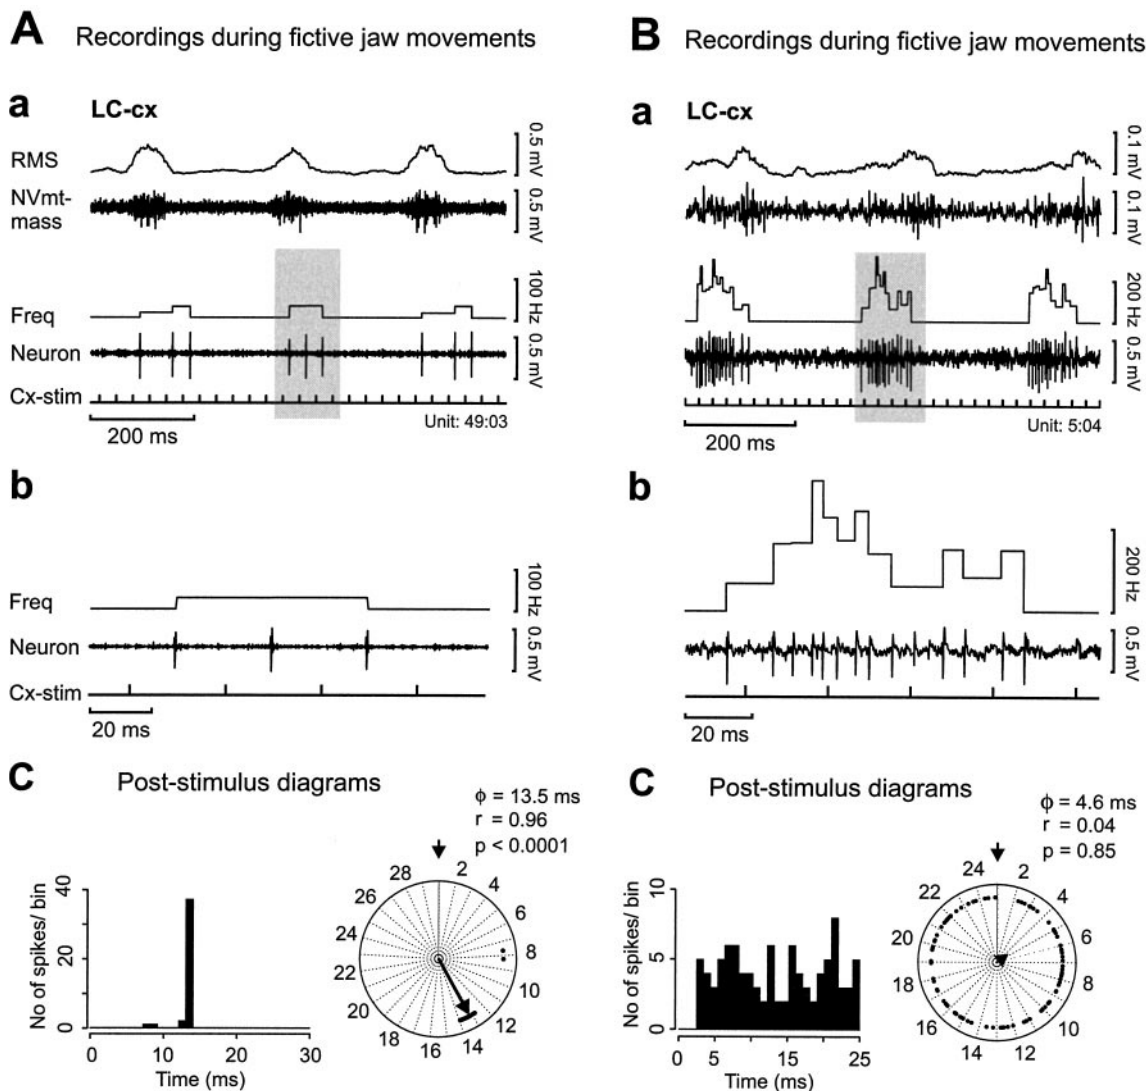 A Recordings during fictive jaw movements
a LC-cx
RMS
0.5 mV
NVmt-
mass
0.5 mV
Freq
100 Hz
Neuron
0.5 mV
Cx-stim
200 ms
Unit: 49:03
b
Freq
100 Hz
Neuron
0.5 mV
Cx-stim
20 ms
C Post-stimulus diagrams
ϕ = 13.5 ms
r = 0.96
p < 0.0001
No of spikes/ bin
40
20
0
0 10 20 30
Time (ms)
2
4
6
8
10
12
14
16
18
20
22
24
26
28
B Recordings during fictive jaw movements
a LC-cx
0.1 mV
0.1 mV
200 Hz
0.5 mV
200 ms
Unit: 5:04
b
200 Hz
0.5 mV
20 ms
C Post-stimulus diagrams
ϕ = 4.6 ms
r = 0.04
p = 0.85
No of spikes/ bin
10
5
0
0 5 15 25
Time (ms)
2
4
6
8
10
12
14
16
18
20
22
24